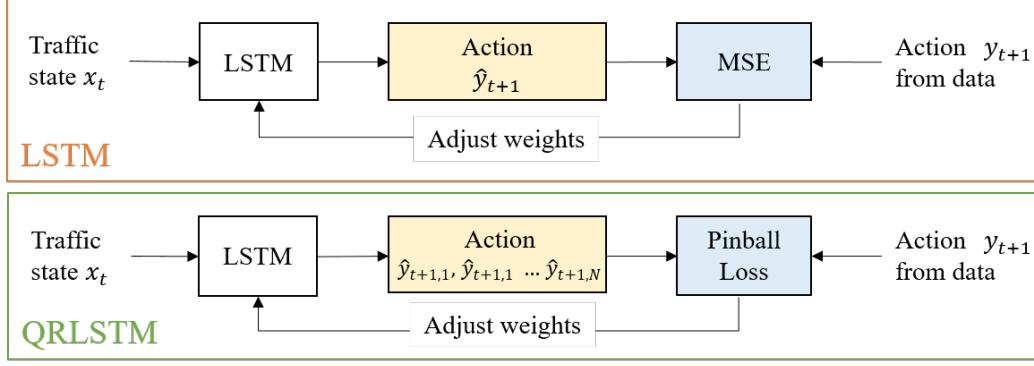 Traffic
state x_t
LSTM
Action
ŷ_{t+1}
MSE
Action y_{t+1}
from data
Adjust weights
LSTM
Traffic
state x_t
LSTM
Action
ŷ_{t+1,1}, ŷ_{t+1,1} … ŷ_{t+1,N}
Pinball
Loss
Action y_{t+1}
from data
Adjust weights
QRLSTM